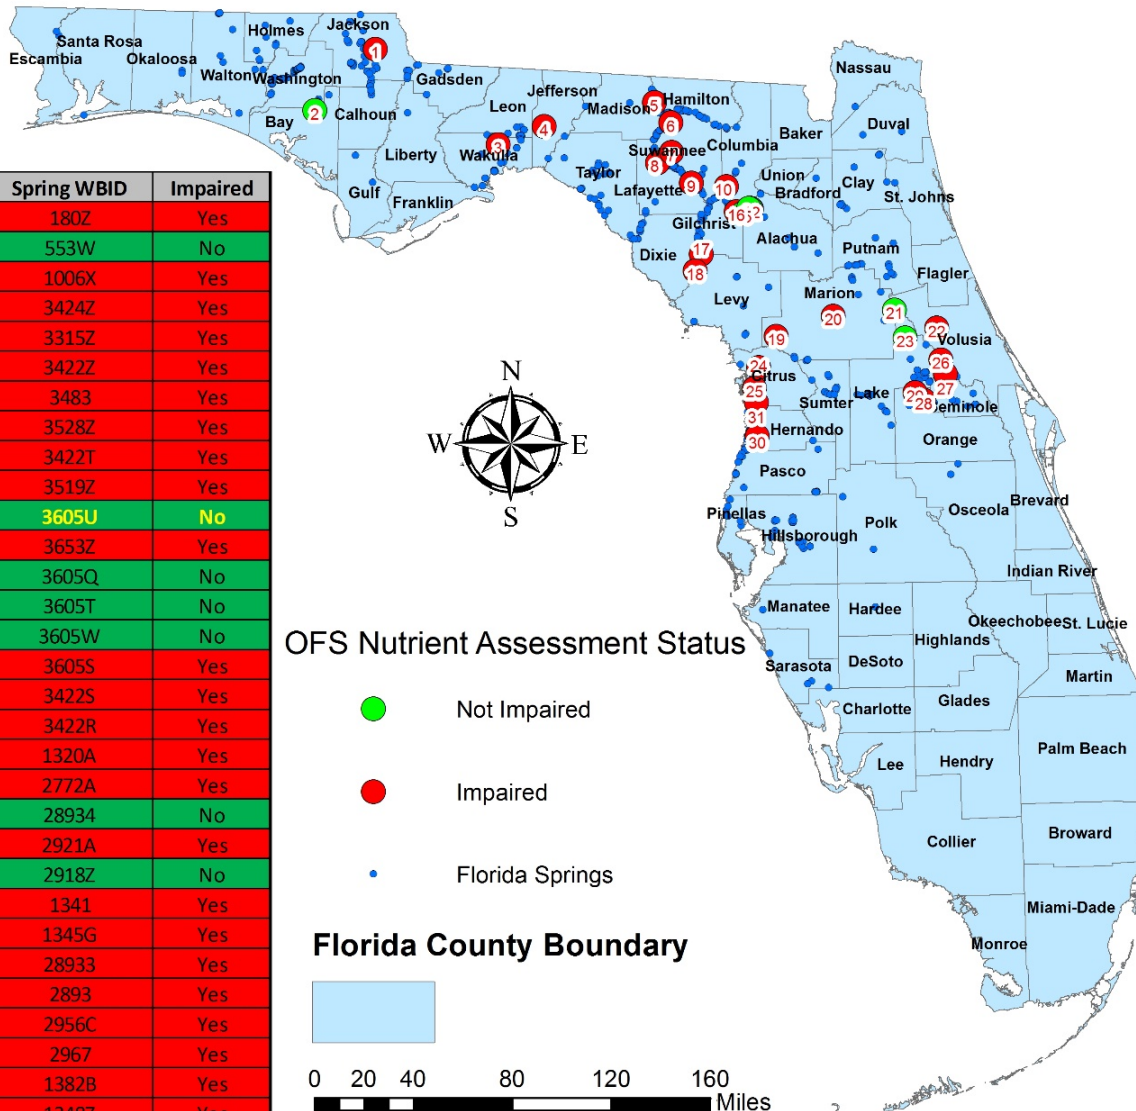 Spring WBID Impaired
180Z Yes
553W No
1006X Yes
3424Z Yes
3315Z Yes
3422Z Yes
3483 Yes
3528Z Yes
3422T Yes
3519Z Yes
3605U No
3653Z Yes
3605Q No
3605T No
3605W No
3605S Yes
3422S Yes
3422R Yes
1320A Yes
2772A Yes
28934 No
2921A Yes
2918Z No
1341 Yes
1345G Yes
28933 Yes
2893 Yes
2956C Yes
2967 Yes
1382B Yes
Escambia
Santa Rosa
Okaloosa
Walton
Holmes
Washington
Jackson
1
2
Bay
Calhoun
Gadsden
Liberty
Gulf
Franklin
Leon
Wakulla
3
Jefferson
4
Madison
Taylor
Hamilton
5
6
Suwannee
7
8
Lafayette
9
Columbia
10
Baker
Nassau
Duval
Union
Bradford
Clay
St. Johns
Gilchrist
16
Dixie
17
18
Alachua
Putnam
Flagler
Levy
19
Marion
20
21
22
23
Volusia
24
Citrus
25
31
30
Hernando
Sumter
Lake
26
27
28
29
Orange
Pasco
Pinellas
Hillsborough
Polk
Osceola
Brevard
Indian River
Manatee
Hardee
Highlands
Okeechobee
St. Lucie
Sarasota
DeSoto
Martin
Charlotte
Glades
Lee
Hendry
Palm Beach
Collier
Broward
Miami-Dade
Monroe
N
W
E
S
OFS Nutrient Assessment Status
Not Impaired
Impaired
Florida Springs
Florida County Boundary
0 20 40 80 120 160
Miles